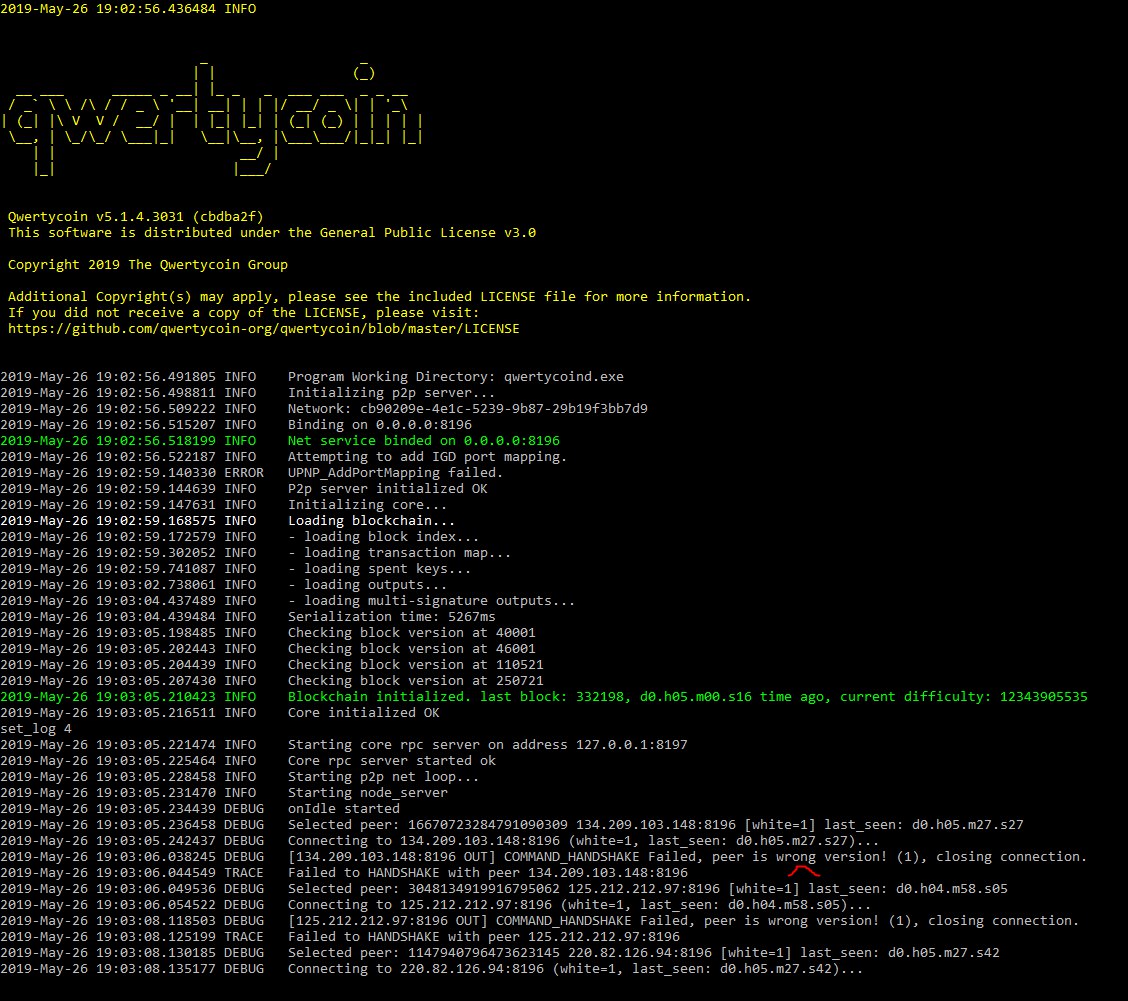 2019-May-26 19:02:56.436484 INFO
qwertycoin
Qwertycoin v5.1.4.3031 (cbdba2f)
This software is distributed under the General Public License v3.0
Copyright 2019 The Qwertycoin Group
Additional Copyright(s) may apply, please see the included LICENSE file for more information.
If you did not receive a copy of the LICENSE, please visit:
https://github.com/qwertycoin-org/qwertycoin/blob/master/LICENSE
2019-May-26 19:02:56.491805 INFO    Program Working Directory: qwertycoind.exe
2019-May-26 19:02:56.498811 INFO    Initializing p2p server...
2019-May-26 19:02:56.509222 INFO    Network: cb90209e-4e1c-5239-9b87-29b19f3bb7d9
2019-May-26 19:02:56.515207 INFO    Binding on 0.0.0.0:8196
2019-May-26 19:02:56.518199 INFO    Net service binded on 0.0.0.0:8196
2019-May-26 19:02:56.522187 INFO    Attempting to add IGD port mapping.
2019-May-26 19:02:59.140330 ERROR   UPNP_AddPortMapping failed.
2019-May-26 19:02:59.144639 INFO    P2p server initialized OK
2019-May-26 19:02:59.147631 INFO    Initializing core...
2019-May-26 19:02:59.168575 INFO    Loading blockchain...
2019-May-26 19:02:59.172579 INFO    - loading block index...
2019-May-26 19:02:59.302052 INFO    - loading transaction map...
2019-May-26 19:02:59.741087 INFO    - loading spent keys...
2019-May-26 19:03:02.738061 INFO    - loading outputs...
2019-May-26 19:03:04.437489 INFO    - loading multi-signature outputs...
2019-May-26 19:03:04.439484 INFO    Serialization time: 5267ms
2019-May-26 19:03:05.198485 INFO    Checking block version at 40001
2019-May-26 19:03:05.202443 INFO    Checking block version at 46001
2019-May-26 19:03:05.204439 INFO    Checking block version at 110521
2019-May-26 19:03:05.207430 INFO    Checking block version at 250721
2019-May-26 19:03:05.210423 INFO    Blockchain initialized. last block: 332198, d0.h05.m00.s16 time ago, current difficulty: 12343905535
2019-May-26 19:03:05.216511 INFO    Core initialized OK
set_log 4
2019-May-26 19:03:05.221474 INFO    Starting core rpc server on address 127.0.0.1:8197
2019-May-26 19:03:05.225464 INFO    Core rpc server started ok
2019-May-26 19:03:05.228458 INFO    Starting p2p net loop...
2019-May-26 19:03:05.231470 INFO    Starting node_server
2019-May-26 19:03:05.234439 DEBUG   onIdle started
2019-May-26 19:03:05.236458 DEBUG   Selected peer: 16670723284791090309 134.209.103.148:8196 [white=1] last_seen: d0.h05.m27.s27
2019-May-26 19:03:05.242437 DEBUG   Connecting to 134.209.103.148:8196 (white=1, last_seen: d0.h05.m27.s27)...
2019-May-26 19:03:06.038245 DEBUG   [134.209.103.148:8196 OUT] COMMAND_HANDSHAKE Failed, peer is wrong version! (1), closing connection.
2019-May-26 19:03:06.044549 TRACE   Failed to HANDSHAKE with peer 134.209.103.148:8196
2019-May-26 19:03:06.049536 DEBUG   Selected peer: 3048134919916795062 125.212.212.97:8196 [white=1] last_seen: d0.h04.m58.s05
2019-May-26 19:03:06.054522 DEBUG   Connecting to 125.212.212.97:8196 (white=1, last_seen: d0.h04.m58.s05)...
2019-May-26 19:03:08.118503 DEBUG   [125.212.212.97:8196 OUT] COMMAND_HANDSHAKE Failed, peer is wrong version! (1), closing connection.
2019-May-26 19:03:08.125199 TRACE   Failed to HANDSHAKE with peer 125.212.212.97:8196
2019-May-26 19:03:08.130185 DEBUG   Selected peer: 1147940796473623145 220.82.126.94:8196 [white=1] last_seen: d0.h05.m27.s42
2019-May-26 19:03:08.135177 DEBUG   Connecting to 220.82.126.94:8196 (white=1, last_seen: d0.h05.m27.s42)...